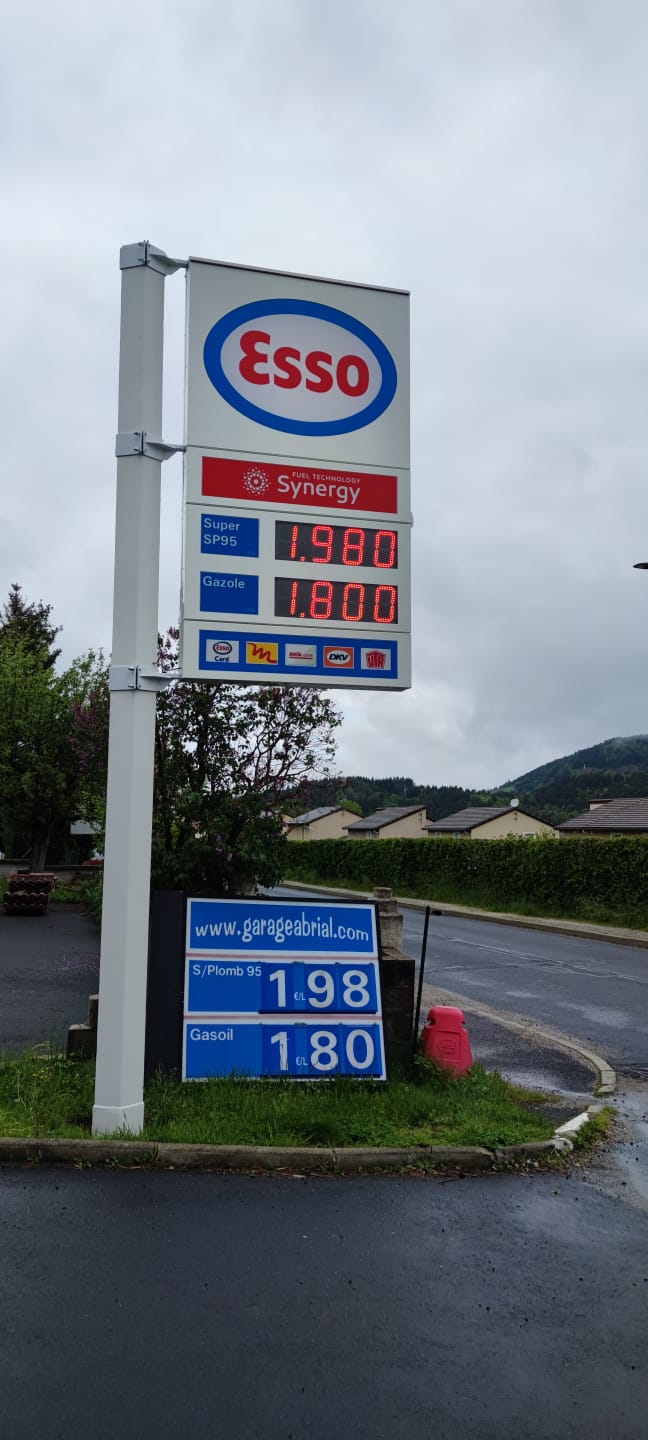 Esso
FUEL TECHNOLOGY
Synergy
Super
SP95
1.980
Gazole
1.800
Esso
Card
DKV
UTA
www.garageabrial.com
S/Plomb 95
1 €/L 98
Gasoil
1 €/L 80